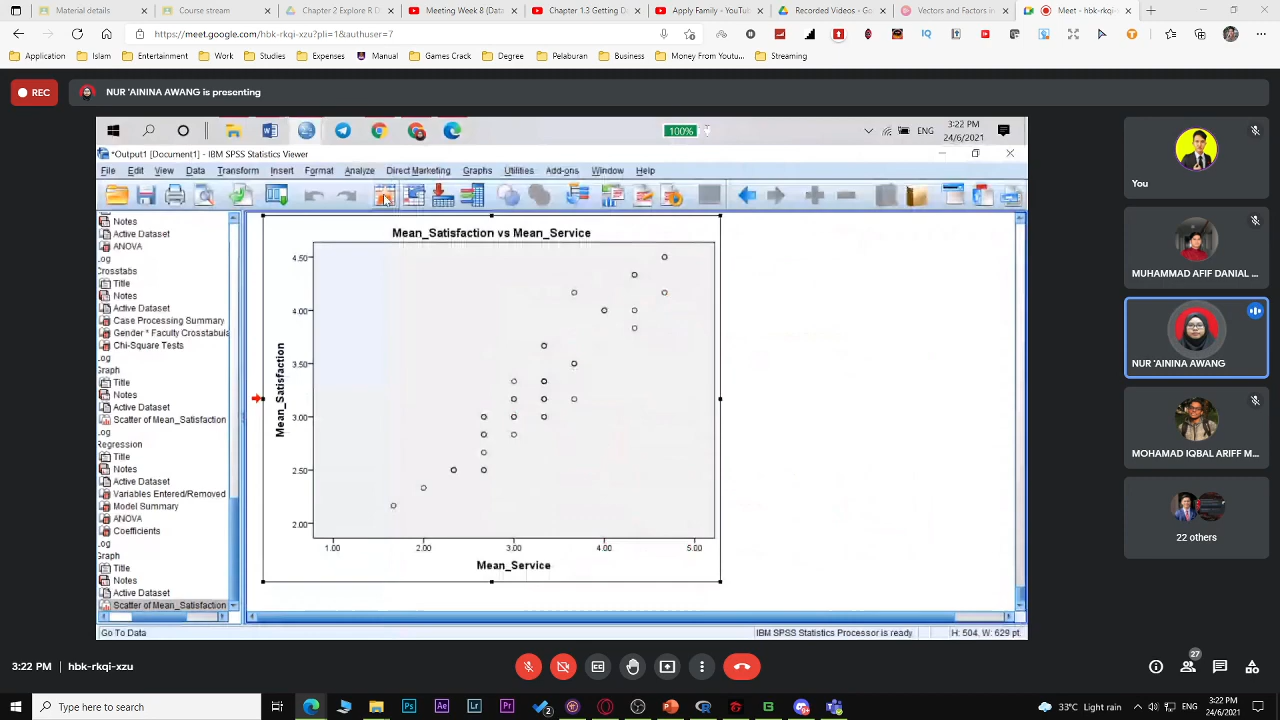 Material details
Course stream
Chapter 2 Explore R D
Meeting Week 8 (Data
Chapter 1.3 Getting D
Apply Family - YouTu
Recorded Videos - Go
Vectors and Factors in
Meet - hbk-rkqi-xzu
https://meet.google.com/hbk-rkqi-xzu?pli=1&authuser=7
Application
Islam
Entertainment
Work
Studies
Expenses
Manual
Games Crack
Degree
Pelaburan
Business
Money From Youtu...
Streaming
REC
NUR 'AININA AWANG is presenting
100%
ENG
3:22 PM
24/6/2021
*Output1 [Document1] - IBM SPSS Statistics Viewer
File Edit View Data Transform Insert Format Analyze Direct Marketing Graphs Utilities Add-ons Window Help
Notes
Active Dataset
ANOVA
Log
Crosstabs
Title
Notes
Active Dataset
Case Processing Summary
Gender * Faculty Crosstabula
Chi-Square Tests
Log
Graph
Title
Notes
Active Dataset
Scatter of Mean_Satisfaction
Log
Regression
Title
Notes
Active Dataset
Variables Entered/Removed
Model Summary
ANOVA
Coefficients
Log
Graph
Title
Notes
Active Dataset
Scatter of Mean_Satisfaction
Mean_Satisfaction vs Mean_Service
4.50
4.00
3.50
3.00
2.50
2.00
Mean_Satisfaction
1.00 2.00 3.00 4.00 5.00
Mean_Service
Go To Data
IBM SPSS Statistics Processor is ready
H: 504, W: 629 pt.
You
MUHAMMAD AFIF DANIAL ...
NUR 'AININA AWANG
MOHAMAD IQBAL ARIFF M...
22 others
3:22 PM | hbk-rkqi-xzu
27
Type here to search
33°C Light rain
ENG
3:22 PM
24/6/2021